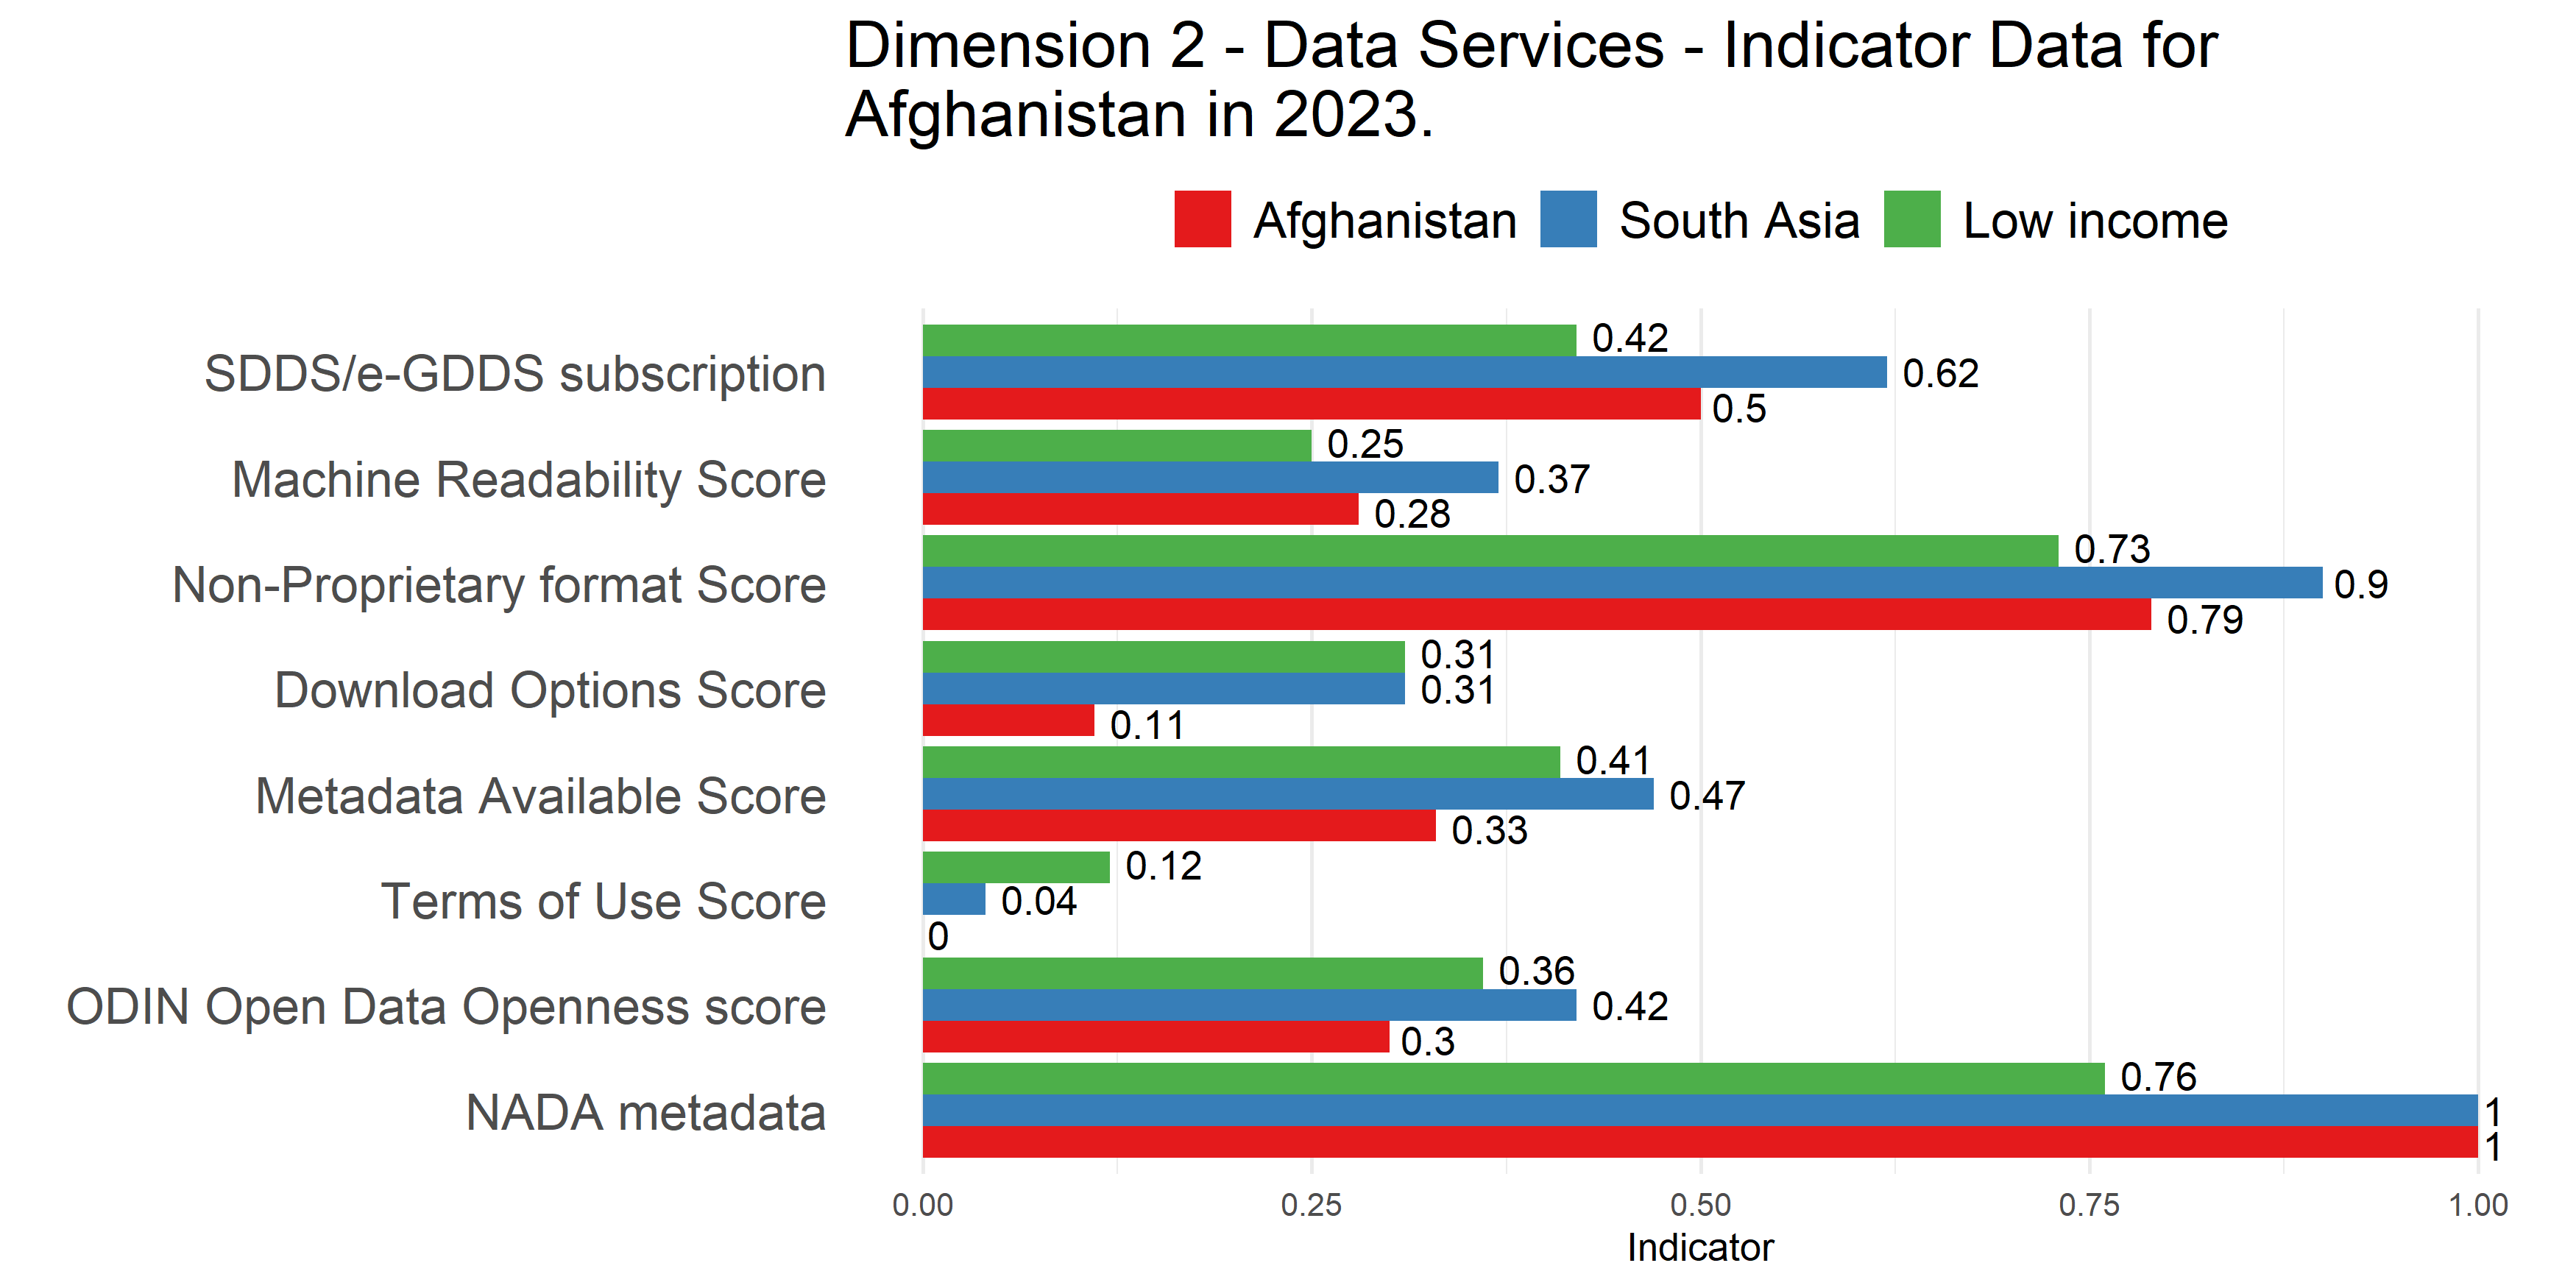 Dimension 2 - Data Services - Indicator Data for
Afghanistan in 2023.
Afghanistan South Asia Low income
SDDS/e-GDDS subscription
0.42
0.62
0.5
Machine Readability Score
0.25
0.37
0.28
Non-Proprietary format Score
0.73
0.9
0.79
Download Options Score
0.31
0.31
0.11
Metadata Available Score
0.41
0.47
0.33
Terms of Use Score
0.12
0.04
0
ODIN Open Data Openness score
0.36
0.42
0.3
NADA metadata
0.76
1
1
0.00 0.25 0.50 0.75 1.00
Indicator